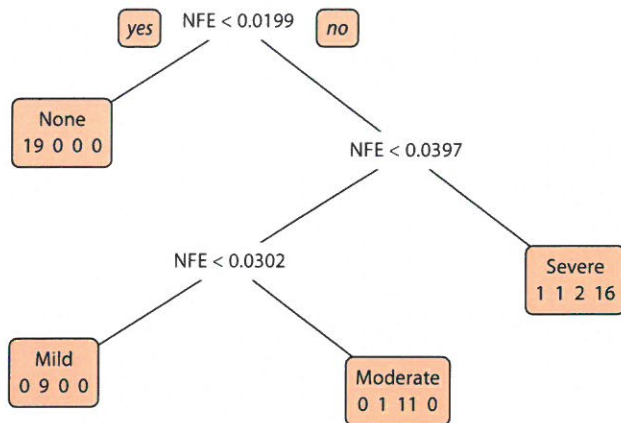 yes
NFE < 0.0199
no
None
19 0 0 0
NFE < 0.0397
NFE < 0.0302
Severe
1 1 2 16
Mild
0 9 0 0
Moderate
0 1 11 0